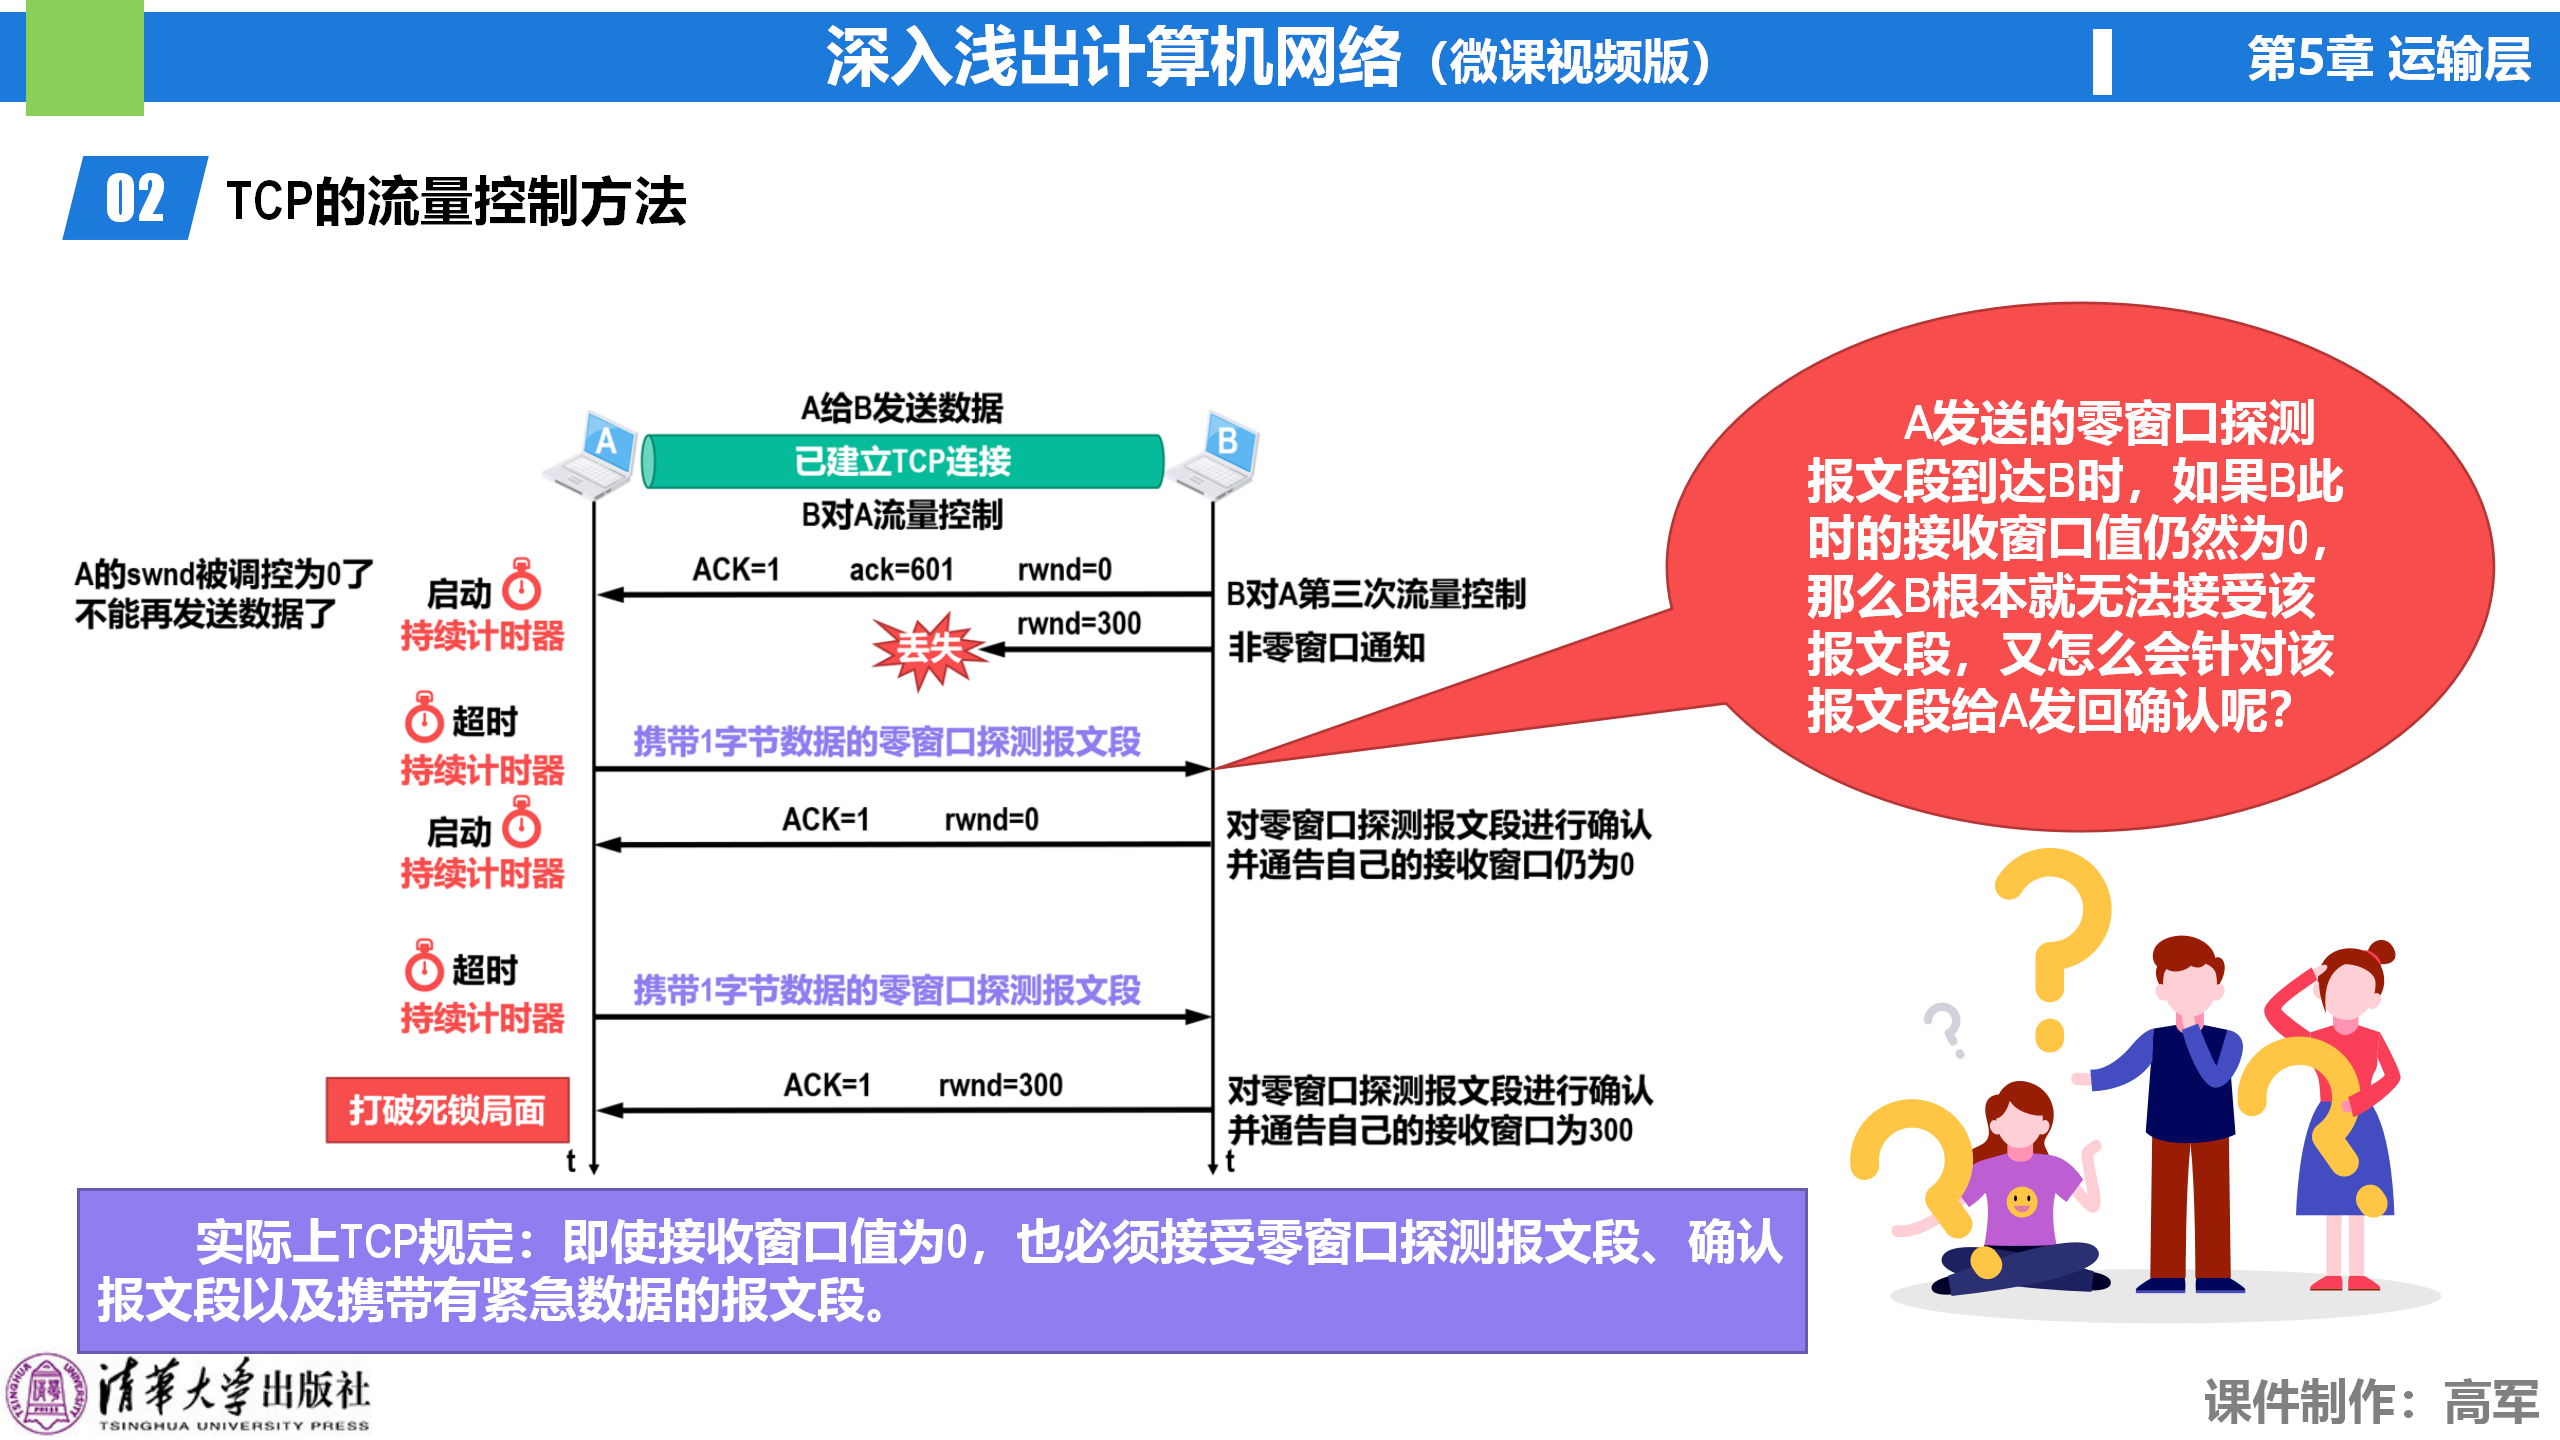 深入浅出计算机网络（微课视频版）
第5章 运输层
02
TCP的流量控制方法
A给B发送数据
A
已建立TCP连接
B
B对A流量控制
A的swnd被调控为0了
不能再发送数据了
启动
持续计时器
ACK=1 ack=601 rwnd=0
B对A第三次流量控制
丢失
rwnd=300
非零窗口通知
超时
持续计时器
携带1字节数据的零窗口探测报文段
启动
持续计时器
ACK=1 rwnd=0
对零窗口探测报文段进行确认
并通告自己的接收窗口仍为0
超时
持续计时器
携带1字节数据的零窗口探测报文段
打破死锁局面
ACK=1 rwnd=300
对零窗口探测报文段进行确认
并通告自己的接收窗口为300
t
t
A发送的零窗口探测
报文段到达B时，如果B此
时的接收窗口值仍然为0，
那么B根本就无法接受该
报文段，又怎么会针对该
报文段给A发回确认呢？
实际上TCP规定：即使接收窗口值为0，也必须接受零窗口探测报文段、确认
报文段以及携带有紧急数据的报文段。
清华大学出版社
TSINGHUA UNIVERSITY PRESS
课件制作：高军